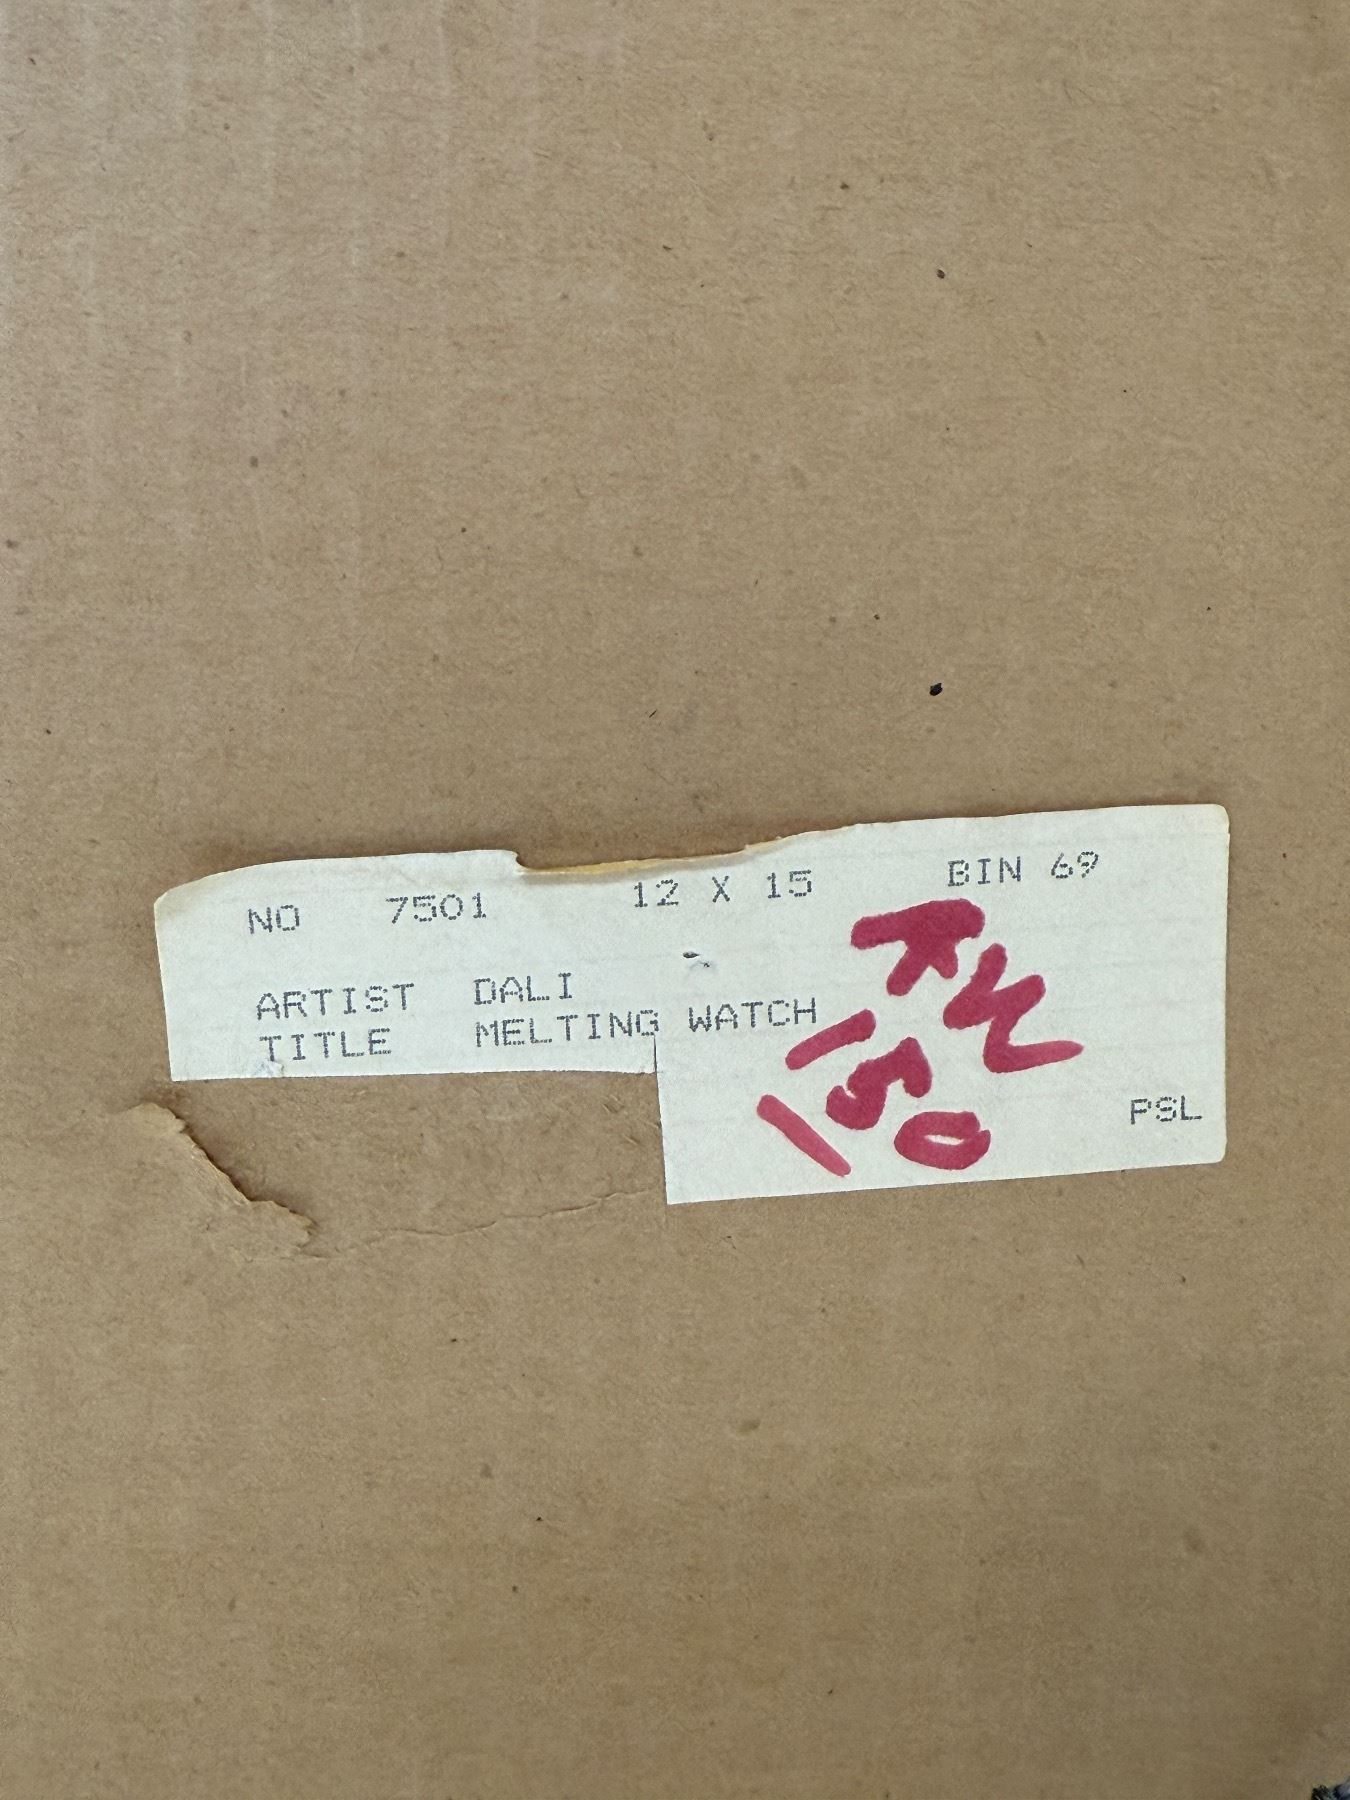 NO 7501 12 X 15 BIN 69
ARTIST DALI
TITLE MELTING WATCH
150
PSL